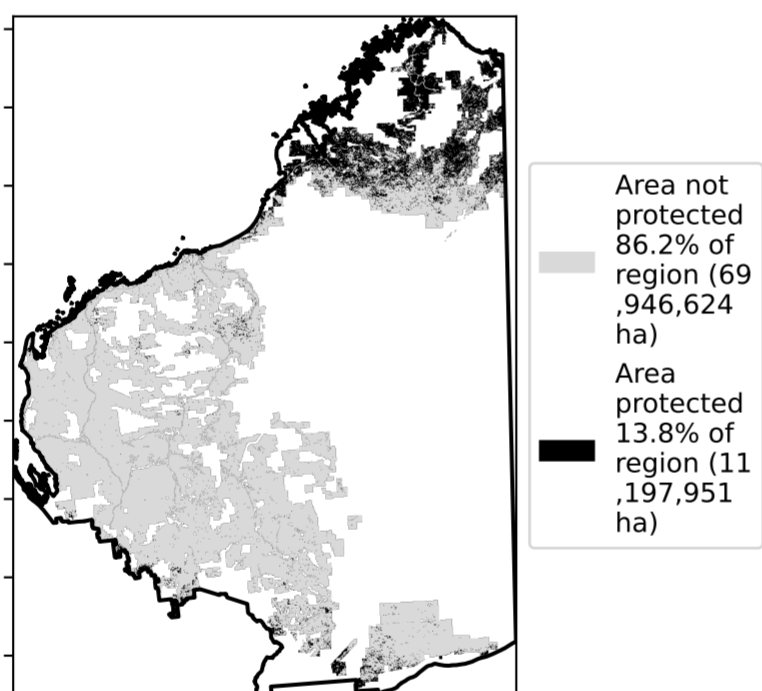 Area not
protected
86.2% of
region (69
,946,624
ha)
Area
protected
13.8% of
region (11
,197,951
ha)